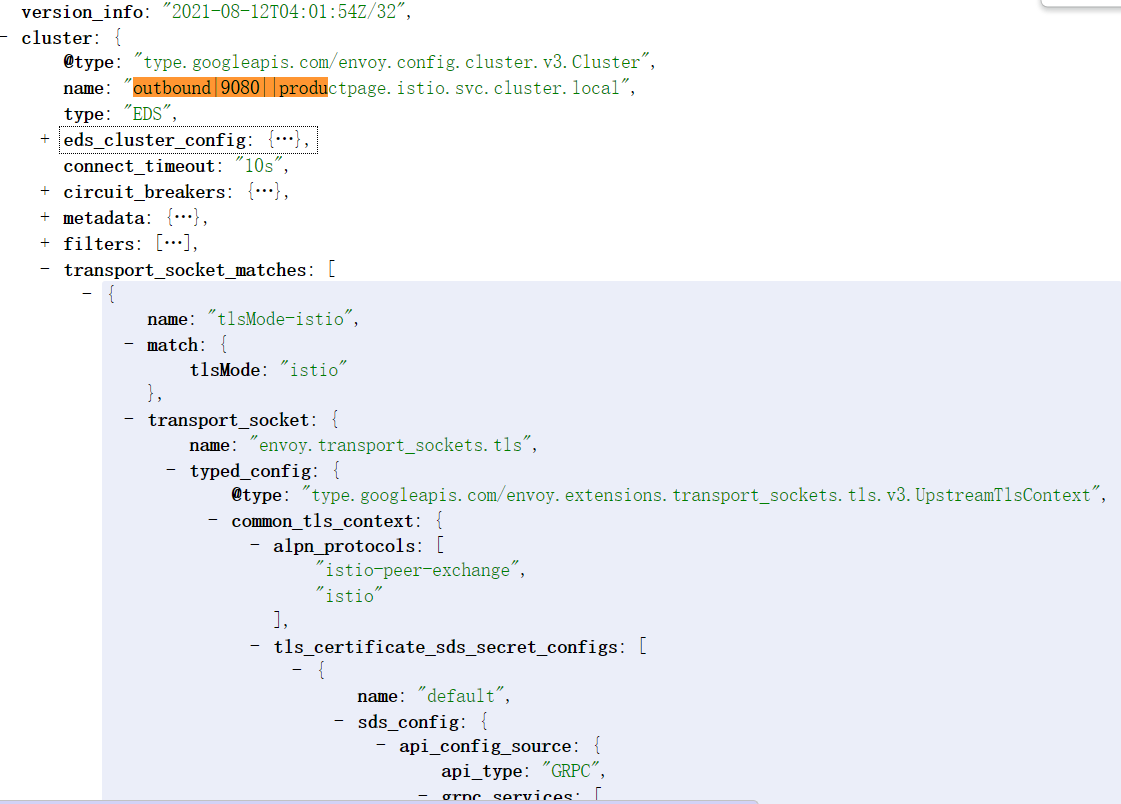 version_info: "2021-08-12T04:01:54Z/32",
- cluster: {
@type: "type.googleapis.com/envoy.config.cluster.v3.Cluster",
name: "outbound|9080||productpage.istio.svc.cluster.local",
type: "EDS",
+ eds_cluster_config: {…},
connect_timeout: "10s",
+ circuit_breakers: {…},
+ metadata: {…},
+ filters: […],
- transport_socket_matches: [
- {
name: "tlsMode-istio",
- match: {
tlsMode: "istio"
},
- transport_socket: {
name: "envoy.transport_sockets.tls",
- typed_config: {
@type: "type.googleapis.com/envoy.extensions.transport_sockets.tls.v3.UpstreamTlsContext",
- common_tls_context: {
- alpn_protocols: [
"istio-peer-exchange",
"istio"
],
- tls_certificate_sds_secret_configs: [
- {
name: "default",
- sds_config: {
- api_config_source: {
api_type: "GRPC",
- grpc_services: [